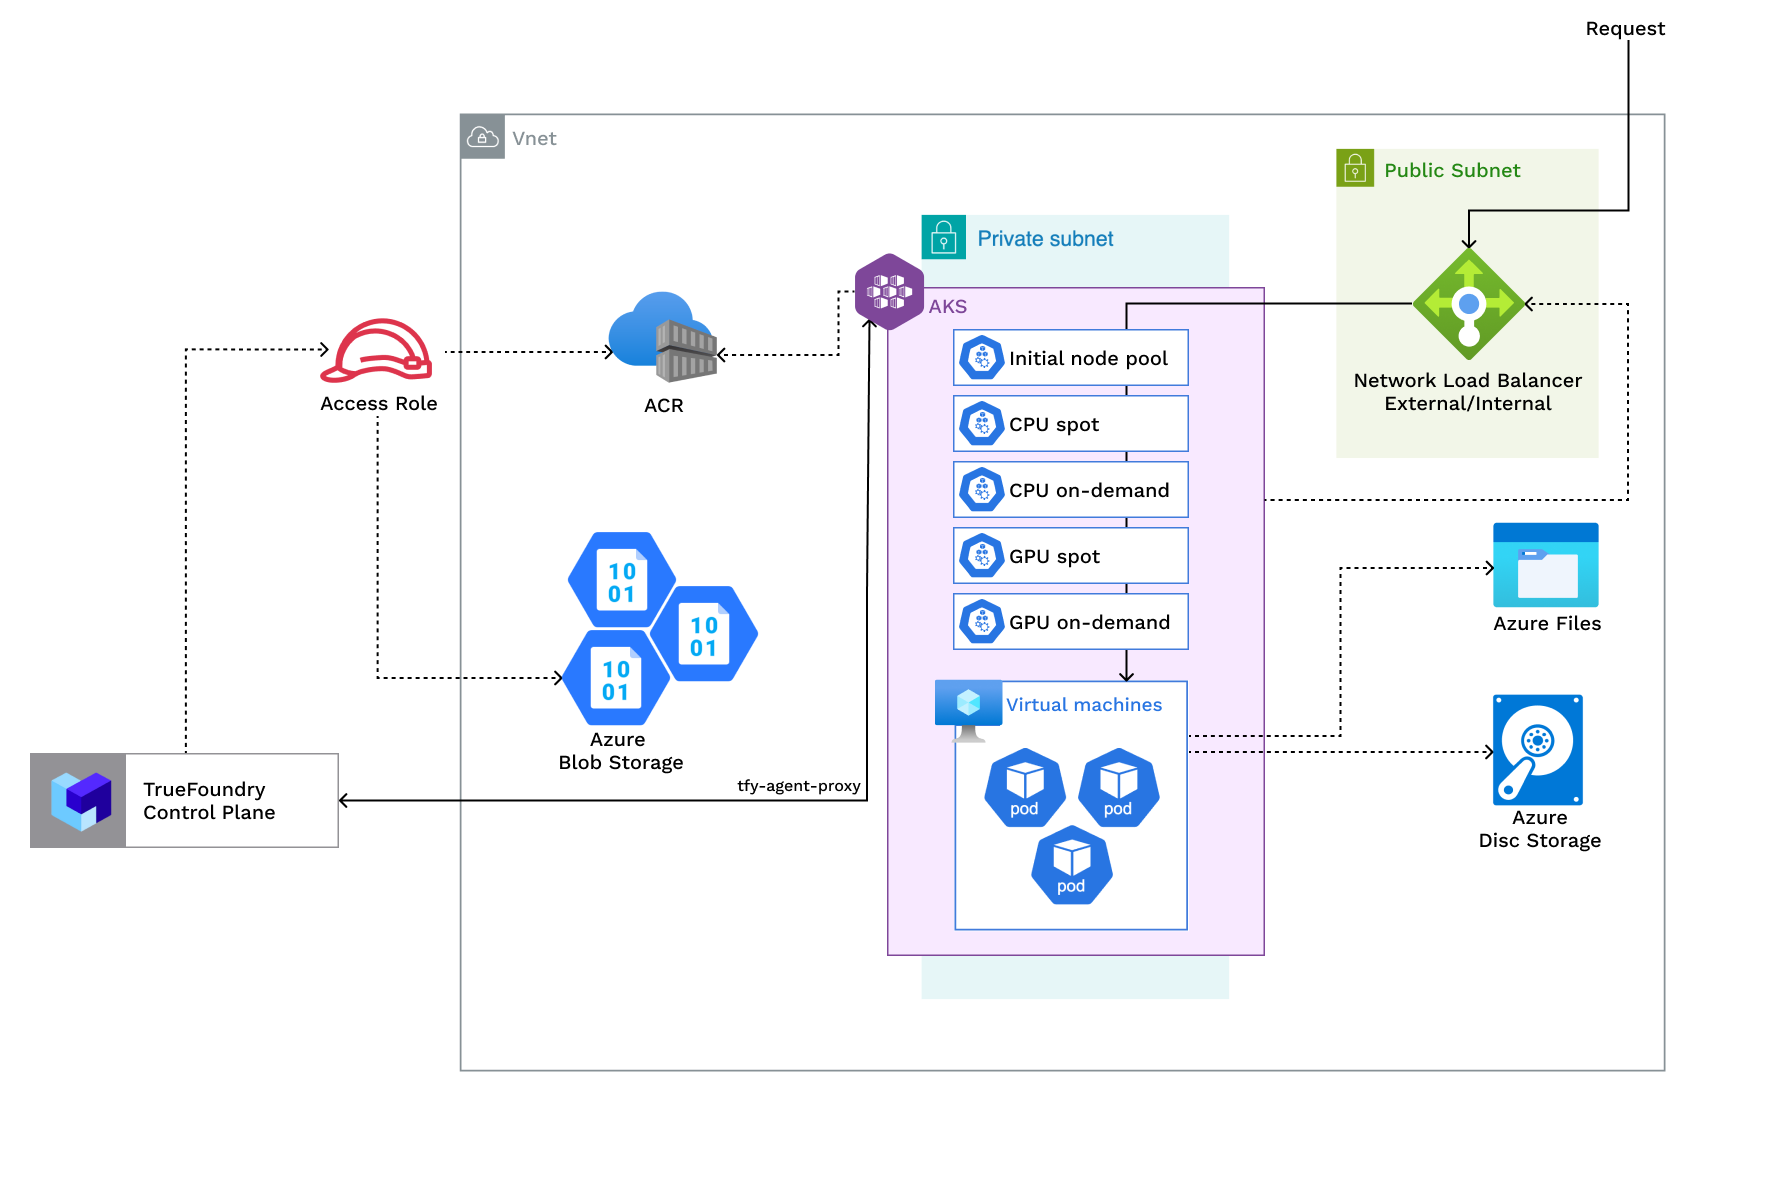 Request
Vnet
Public Subnet
Private subnet
AKS
Initial node pool
CPU spot
CPU on-demand
GPU spot
GPU on-demand
Virtual machines
pod
pod
pod
Network Load Balancer
External/Internal
Access Role
ACR
10
01
10
01
10
01
Azure
Blob Storage
Azure Files
Azure
Disc Storage
tfy-agent-proxy
TrueFoundry
Control Plane